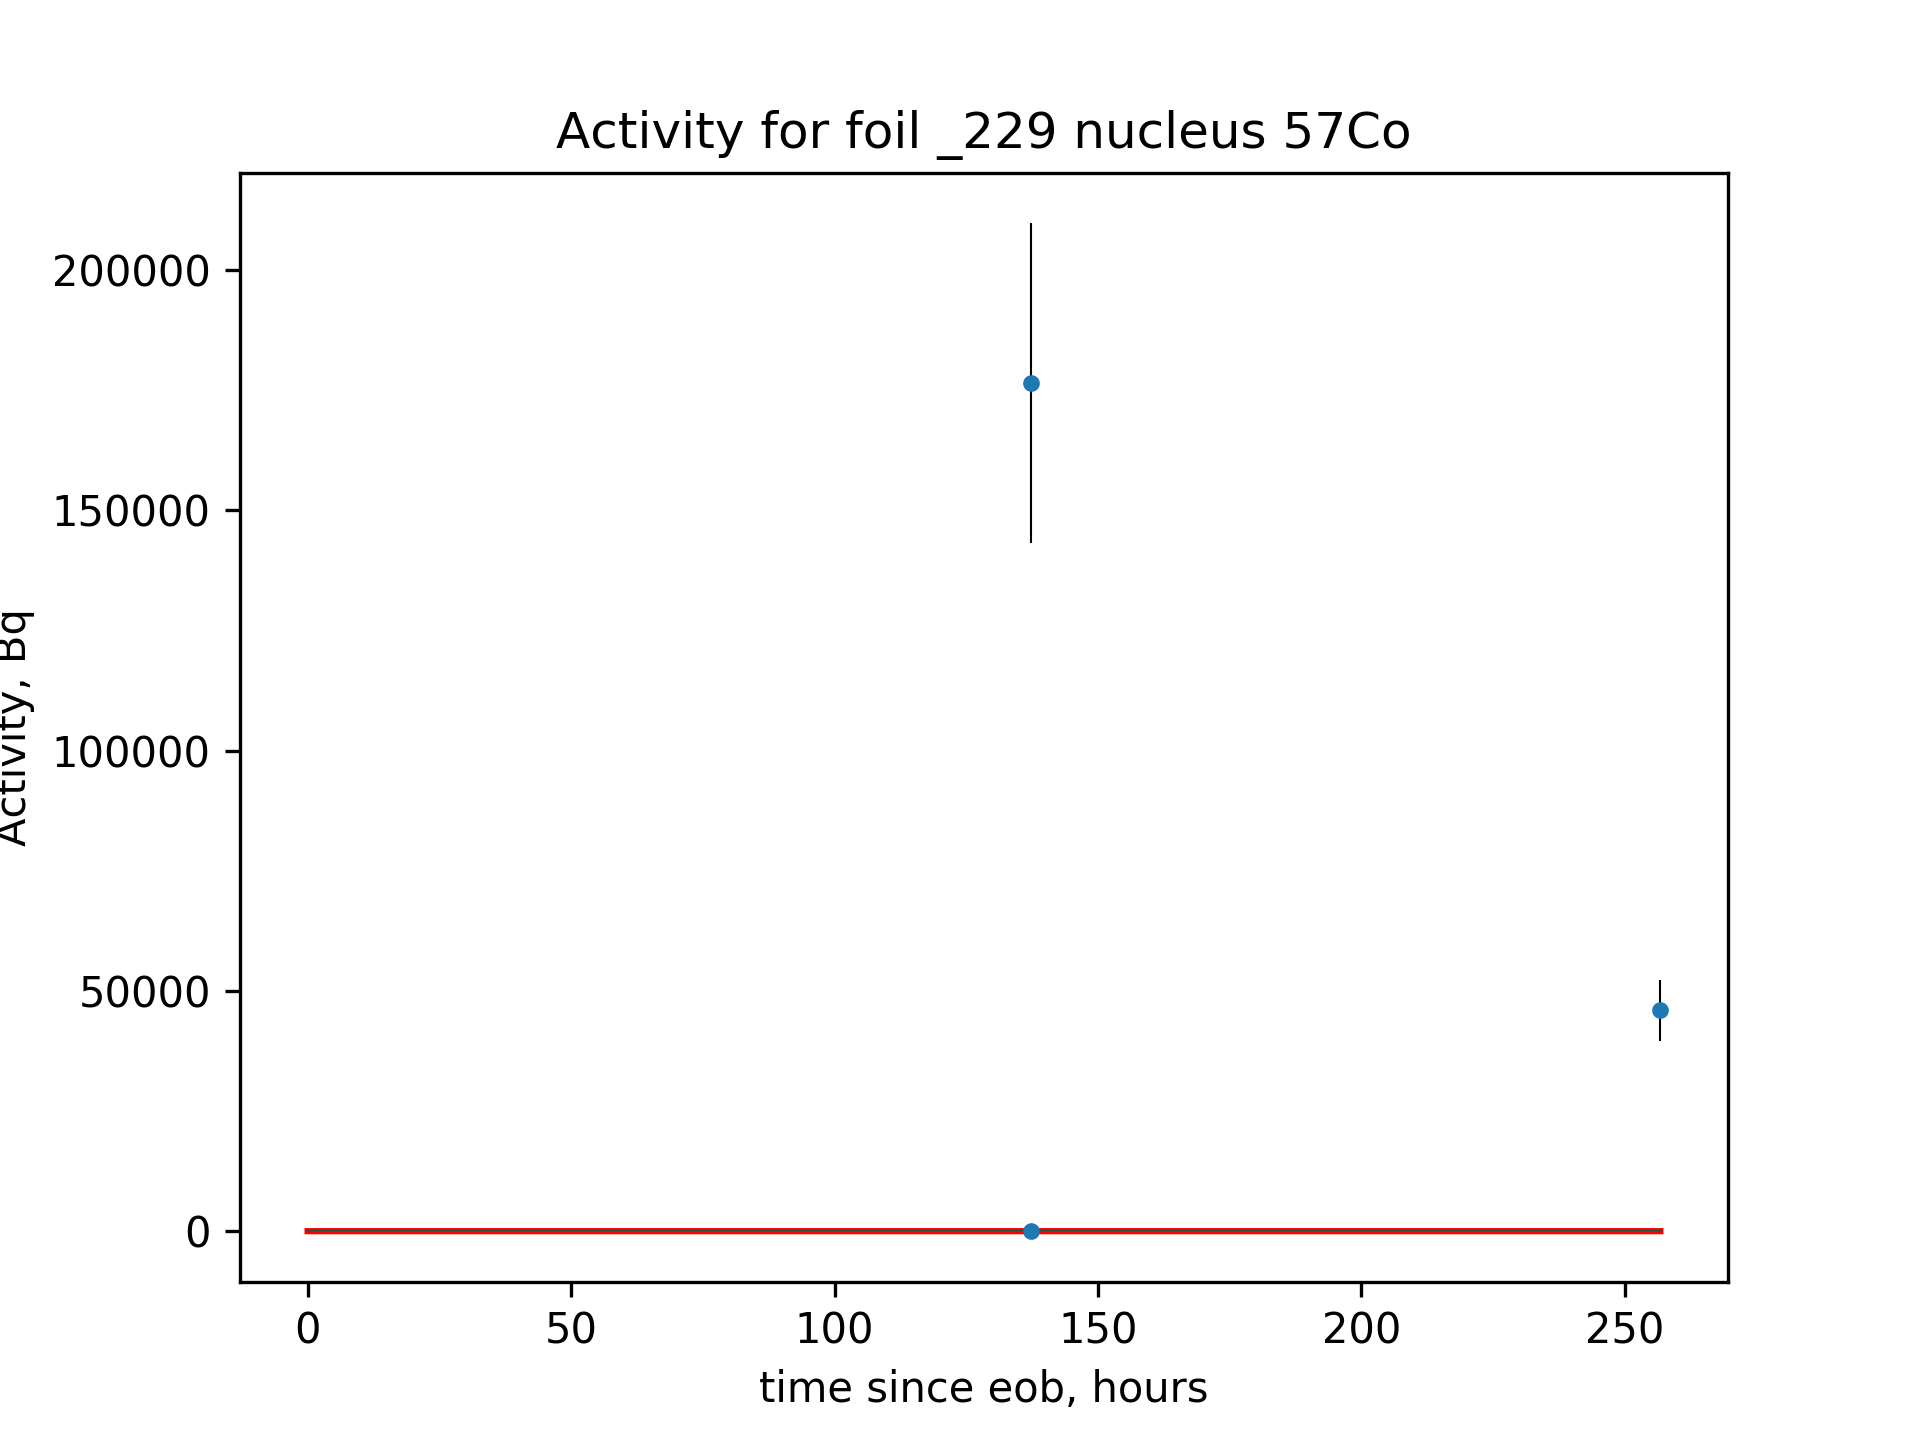 Activity for foil _229 nucleus 57Co
200000
150000
100000
50000
0
Activity, Bq
0 50 100 150 200 250
time since eob, hours